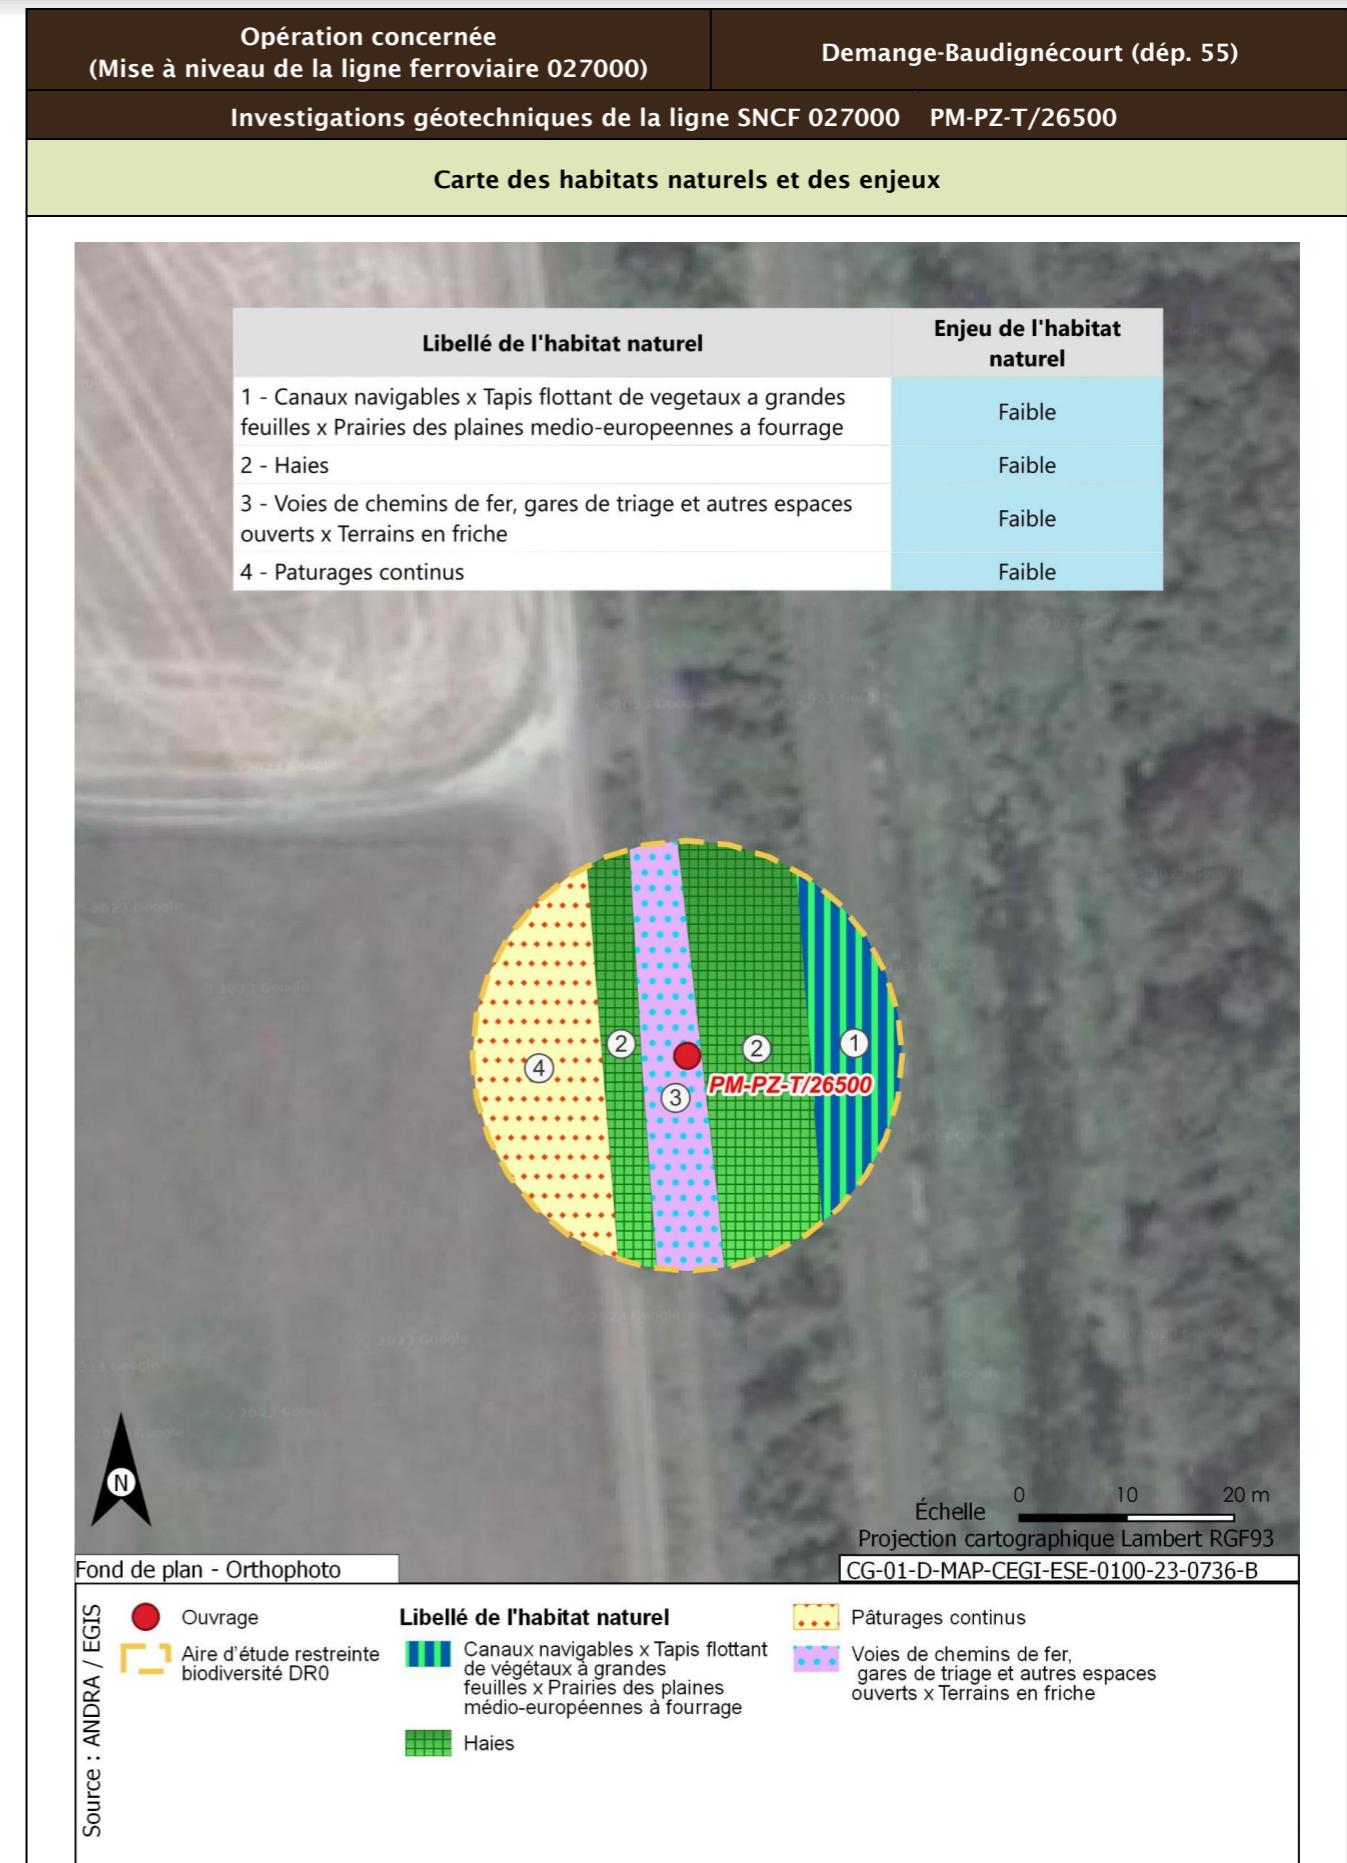 Opération concernée
(Mise à niveau de la ligne ferroviaire 027000)
Demange-Baudignécourt (dép. 55)
Investigations géotechniques de la ligne SNCF 027000 PM-PZ-T/26500
Carte des habitats naturels et des enjeux
Libellé de l'habitat naturel
Enjeu de l'habitat
naturel
1 - Canaux navigables x Tapis flottant de vegetaux a grandes
feuilles x Prairies des plaines medio-europeennes a fourrage
Faible
2 - Haies
Faible
3 - Voies de chemins de fer, gares de triage et autres espaces
ouverts x Terrains en friche
Faible
4 - Paturages continus
Faible
4
2
3
2
1
PM-PZ-T/26500
N
Échelle
0 10 20 m
Projection cartographique Lambert RGF93
Fond de plan - Orthophoto
CG-01-D-MAP-CEGI-ESE-0100-23-0736-B
Source : ANDRA / EGIS
Ouvrage
Aire d'étude restreinte
biodiversité DR0
Libellé de l'habitat naturel
Canaux navigables x Tapis flottant
de végétaux à grandes
feuilles x Prairies des plaines
médio-européennes à fourrage
Haies
Pâturages continus
Voies de chemins de fer,
gares de triage et autres espaces
ouverts x Terrains en friche